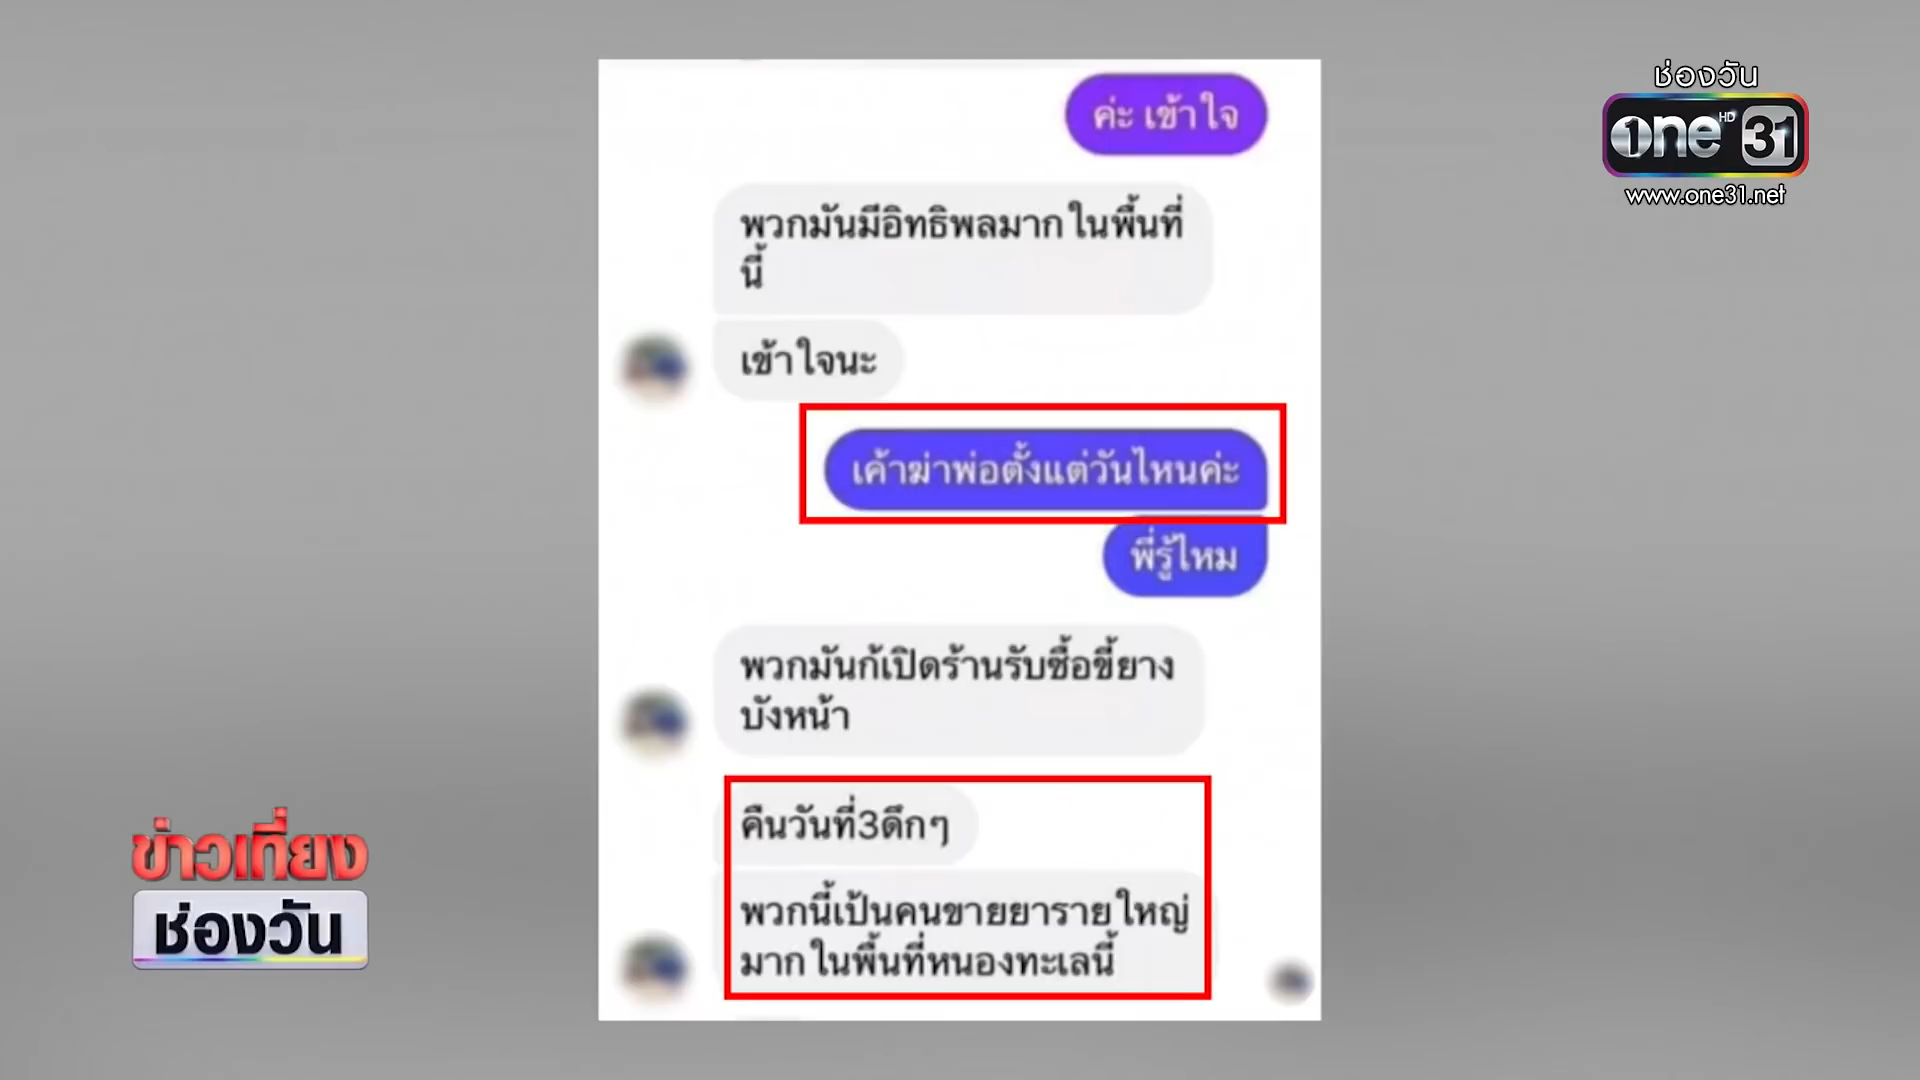 ค่ะ เข้าใจ
พวกมันมีอิทธิพลมาก ในพื้นที่
นี้
เข้าใจนะ
เค้าฆ่าพ่อตั้งแต่วันไหนค่ะ
พี่รู้ไหม
พวกมันก้เปิดร้านรับซื้อขี้ยาง
บังหน้า
คืนวันที่3ดึกๆ
พวกนี้เป้นคนขายยาราย ใหญ่
มาก ในพื้นที่หนองทะเลนี้
ช่องวัน
one HD 31
www.one31.net
ข่าวเที่ยง
ช่องวัน